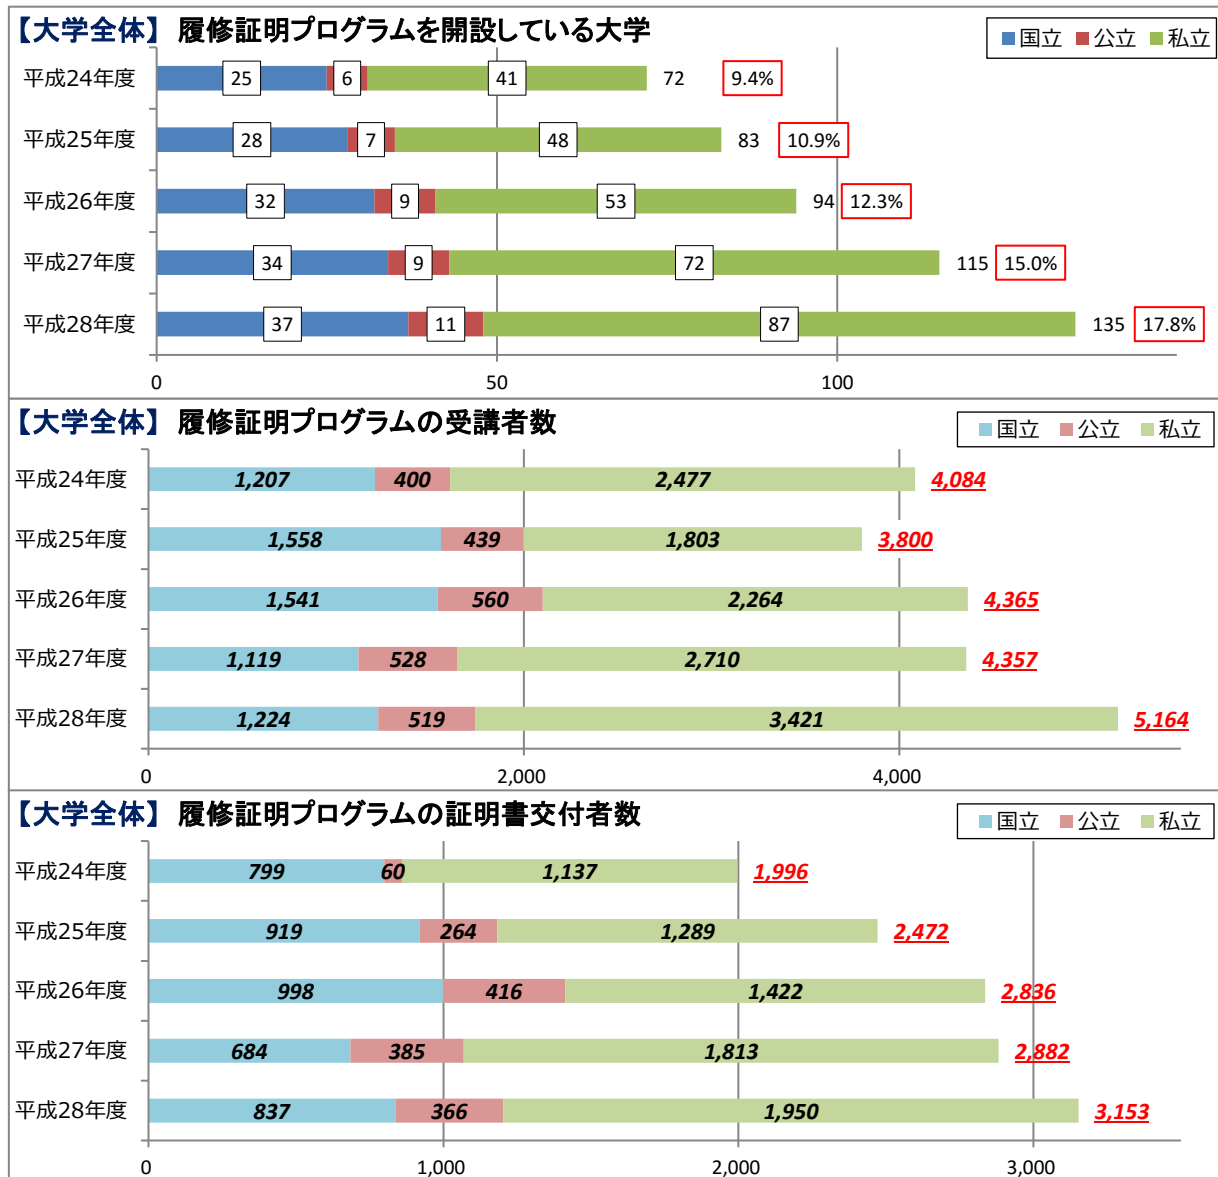 【大学全体】 履修証明プログラムを開設している大学
国立 公立 私立
平成24年度 25 6 41 72 9.4%
平成25年度 28 7 48 83 10.9%
平成26年度 32 9 53 94 12.3%
平成27年度 34 9 72 115 15.0%
平成28年度 37 11 87 135 17.8%
0 50 100
【大学全体】 履修証明プログラムの受講者数
国立 公立 私立
平成24年度 1,207 400 2,477 4,084
平成25年度 1,558 439 1,803 3,800
平成26年度 1,541 560 2,264 4,365
平成27年度 1,119 528 2,710 4,357
平成28年度 1,224 519 3,421 5,164
0 2,000 4,000
【大学全体】 履修証明プログラムの証明書交付者数
国立 公立 私立
平成24年度 799 60 1,137 1,996
平成25年度 919 264 1,289 2,472
平成26年度 998 416 1,422 2,836
平成27年度 684 385 1,813 2,882
平成28年度 837 366 1,950 3,153
0 1,000 2,000 3,000